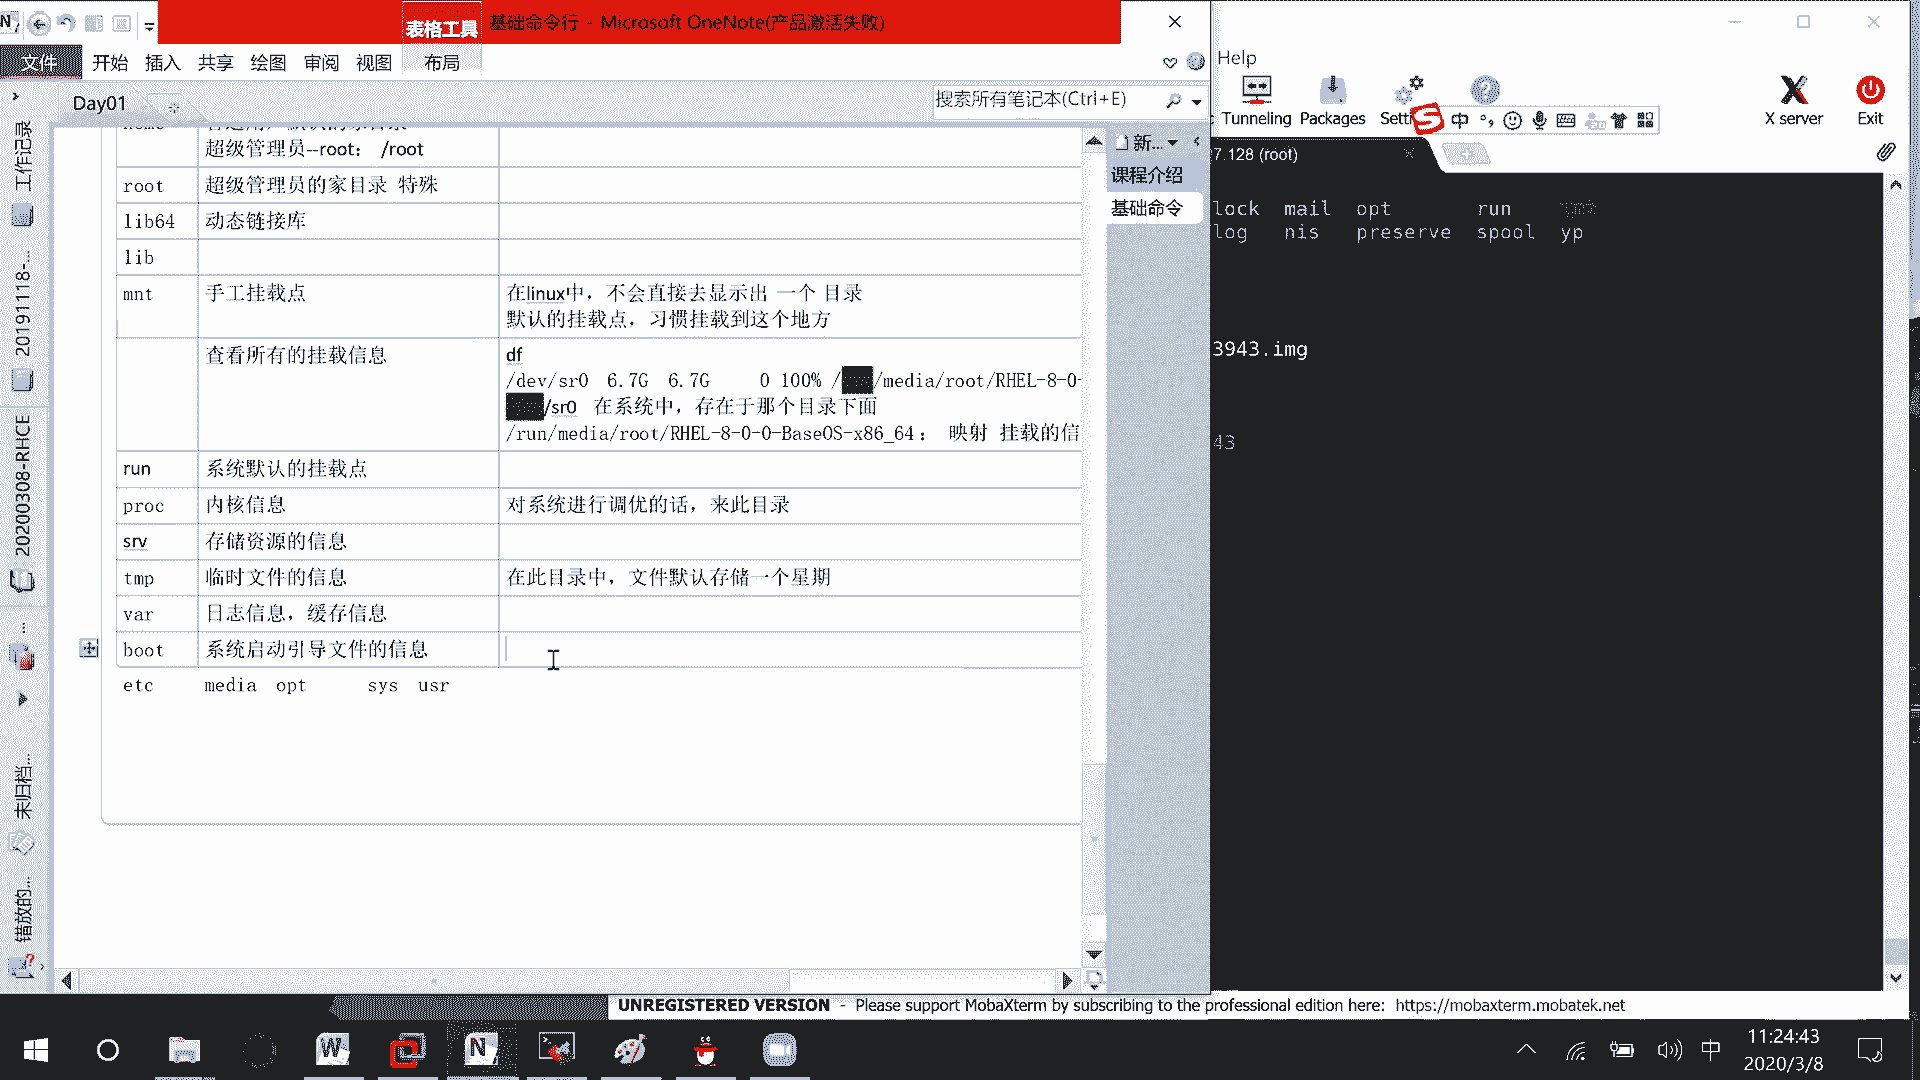 表格工具
基础命令行 - Microsoft OneNote(产品激活失败)
文件 开始 插入 共享 绘图 审阅 视图 布局
Day01
搜索所有笔记本(Ctrl+E)
工作记录
20191118-...
20200308-RHCE
...
未归档...
错放的...
新...
课程介绍
基础命令
超级管理员--root： /root
root 超级管理员的家目录 特殊
lib64 动态链接库
lib
mnt 手工挂载点 在linux中，不会直接去显示出 一个 目录
默认的挂载点，习惯挂载到这个地方
查看所有的挂载信息 df
/dev/sr0 6.7G 6.7G 0 100% / /media/root/RHEL-8-0-
/sr0 在系统中，存在于那个目录下面
/run/media/root/RHEL-8-0-0-BaseOS-x86_64： 映射 挂载的信
run 系统默认的挂载点
proc 内核信息 对系统进行调优的话，来此目录
srv 存储资源的信息
tmp 临时文件的信息 在此目录中，文件默认存储一个星期
var 日志信息，缓存信息
boot 系统启动引导文件的信息
etc media opt sys usr
Help
Tunneling Packages Setti
中
X server Exit
7.128 (root)
lock mail opt run
log nis preserve spool yp
3943.img
43
UNREGISTERED VERSION - Please support MobaXterm by subscribing to the professional edition here: https://mobaxterm.mobatek.net
中
11:24:43
2020/3/8